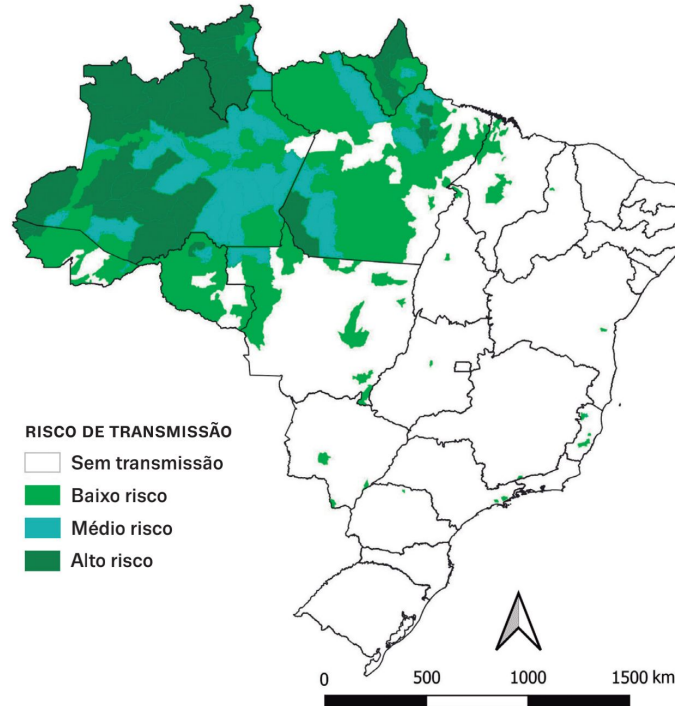 RISCO DE TRANSMISSÃO
Sem transmissão
Baixo risco
Médio risco
Alto risco
0 500 1000 1500 km